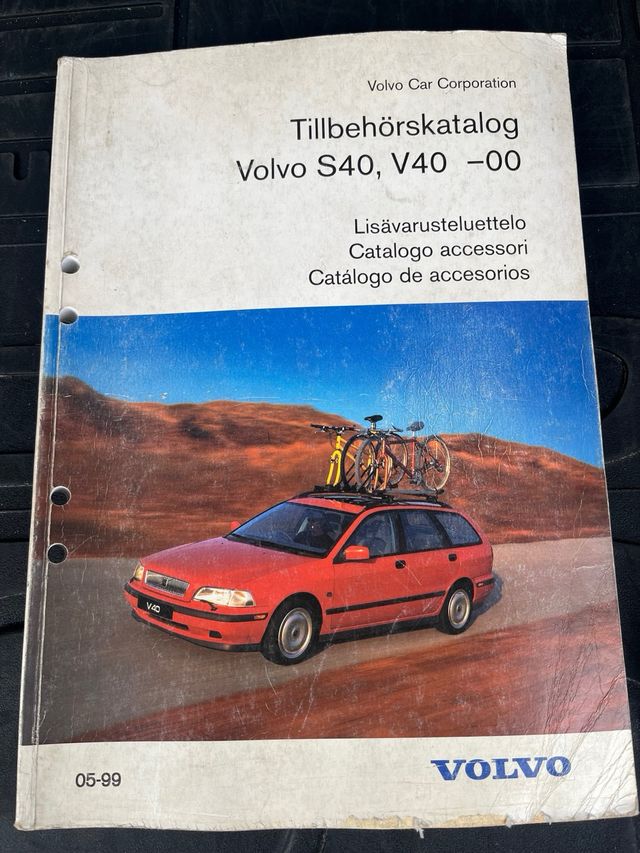 Volvo Car Corporation
Tillbehörskatalog
Volvo S40, V40 –00
Lisävarusteluettelo
Catalogo accessori
Catálogo de accesorios
V40
05-99
VOLVO